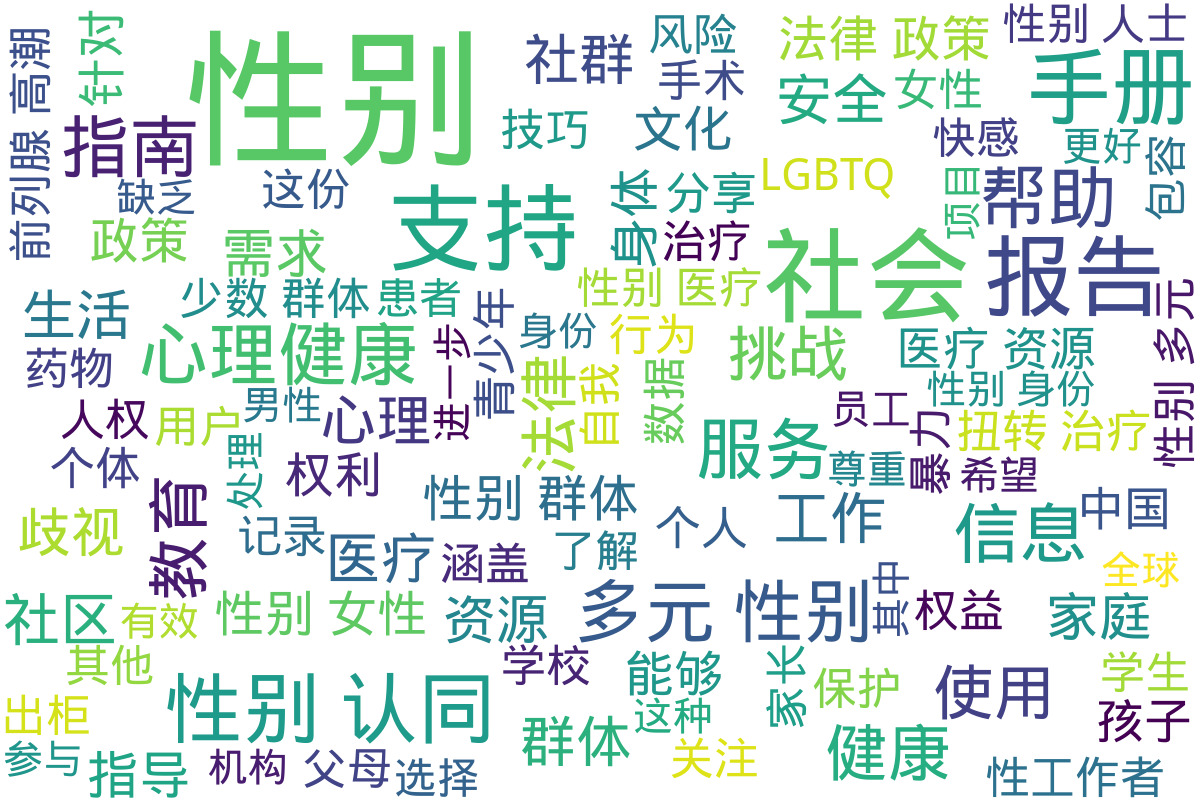 性别
支持
社会
手册
报告
帮助
指南
心理健康
性别 认同
多元 性别
服务
信息
法律
教育
健康
挑战
使用
社区
工作
医疗
歧视
心理
需求
生活
社群
文化
安全
法律 政策
性别 人士
女性
快感
更好
包容
项目
LGBTQ
风险
手术
技巧
身体
分享
治疗
针对
前列腺 高潮
缺乏
这份
政策
少数 群体
患者
性别 医疗
青少年
身份
行为
进一步
自我
数据
医疗 资源
性别 身份
性别 多元
药物
人权
用户
男性
个体
处理
权利
员工
暴力
扭转 治疗
尊重
希望
性别 群体
记录
涵盖
了解
个人
中国
全球
有效
性别 女性
资源
其中
权益
家庭
其他
学校
能够
这种
家长
保护
学生
孩子
出柜
参与
指导
机构
父母
选择
群体
关注
性工作者